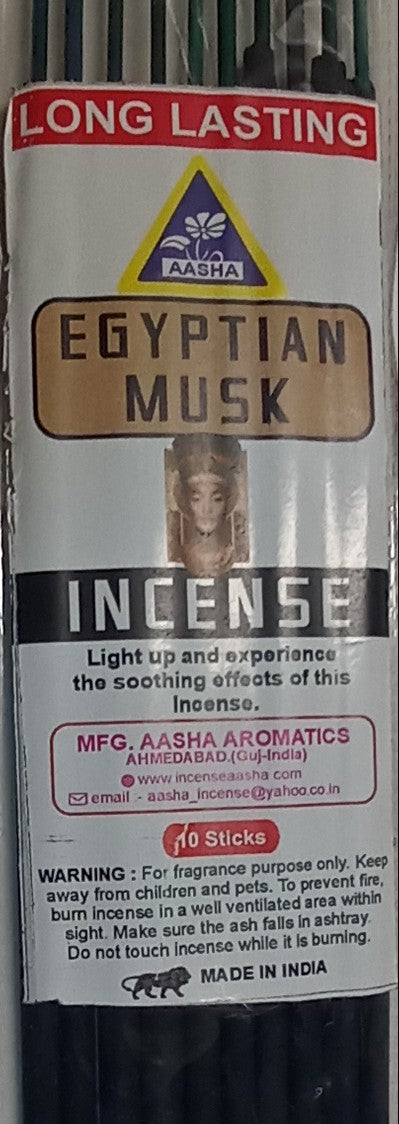 LONG LASTING
AASHA
EGYPTIAN
MUSK
INCENSE
Light up and experience
the soothing effects of this
Incense.
MFG. AASHA AROMATICS
AHMEDABAD.(Guj-India)
www.incenseaasha.com
email :- aasha_incense@yahoo.co.in
10 Sticks
WARNING : For fragrance purpose only. Keep
away from children and pets. To prevent fire,
burn incense in a well ventilated area within
sight. Make sure the ash falls in ashtray.
Do not touch incense while it is burning.
MADE IN INDIA